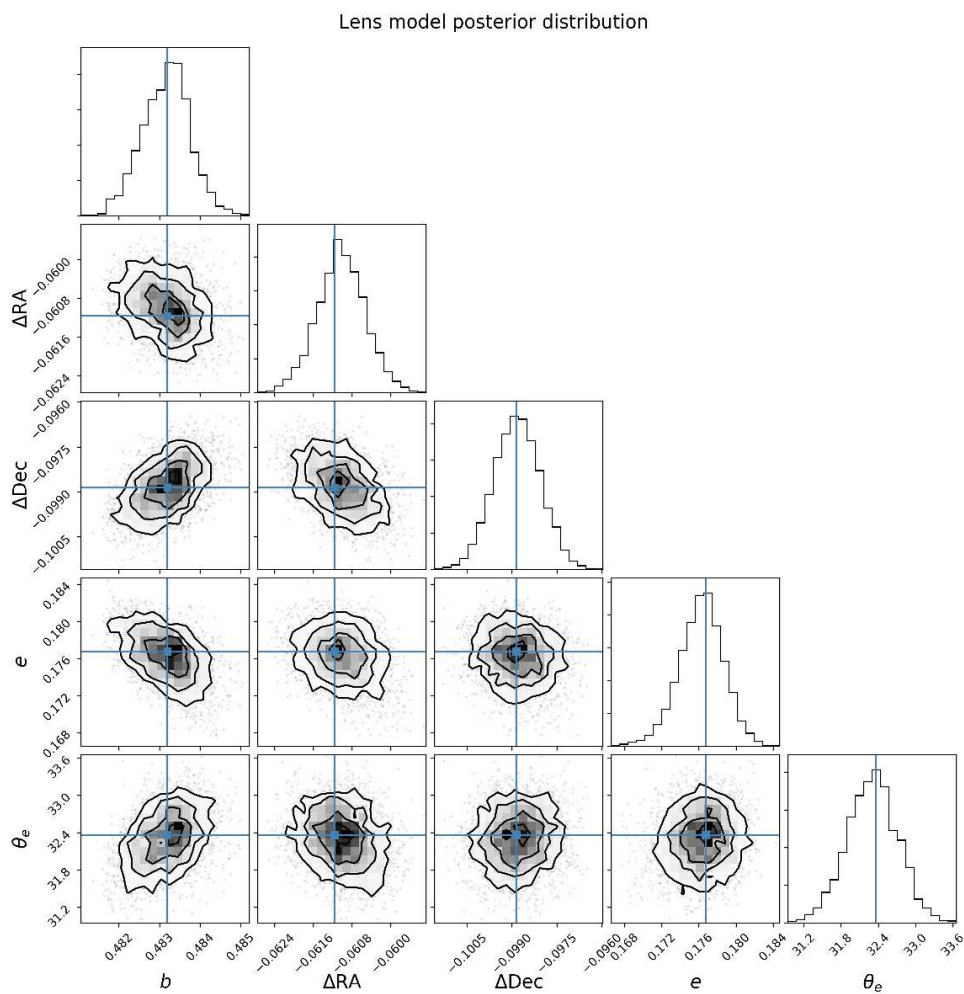 Lens model posterior distribution
ΔRA
−0.0600
−0.0608
−0.0616
−0.0624
ΔDec
−0.0960
−0.0975
−0.0990
−0.1005
e
0.184
0.180
0.176
0.172
0.168
θe
33.6
33.0
32.4
31.8
31.2
0.482 0.483 0.484 0.485
−0.0624 −0.0616 −0.0608 −0.0600
−0.1005 −0.0990 −0.0975 −0.0960
0.168 0.172 0.176 0.180 0.184
31.2 31.8 32.4 33.0 33.6
b ΔRA ΔDec e θe